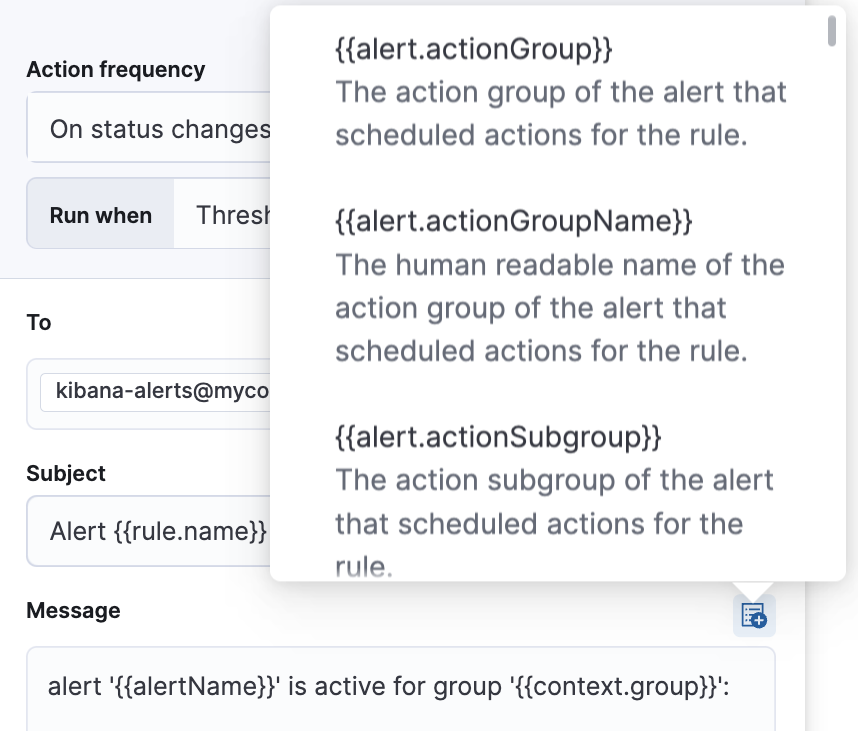 Action frequency
On status changes
Run when
To
kibana-alerts@myco
Subject
Alert {{rule.name}}
Message
alert '{{alertName}}' is active for group '{{context.group}}':
{{alert.actionGroup}}
The action group of the alert that
scheduled actions for the rule.
{{alert.actionGroupName}}
The human readable name of the
action group of the alert that
scheduled actions for the rule.
{{alert.actionSubgroup}}
The action subgroup of the alert
that scheduled actions for the
rule.